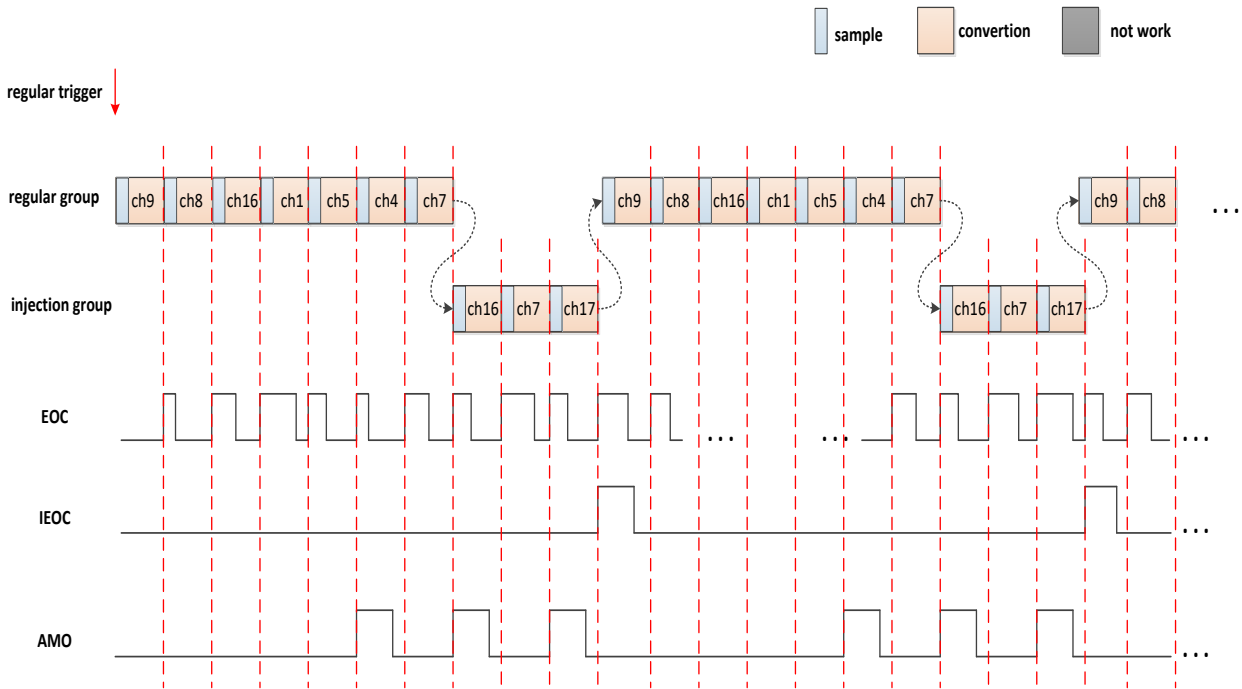 sample convertion not work
regular trigger
regular group ch9 ch8 ch16 ch1 ch5 ch4 ch7 ch9 ch8 ch16 ch1 ch5 ch4 ch7 ch9 ch8 ...
injection group ch16 ch7 ch17 ch16 ch7 ch17
EOC ... ... ...
IEOC ...
AMO ...